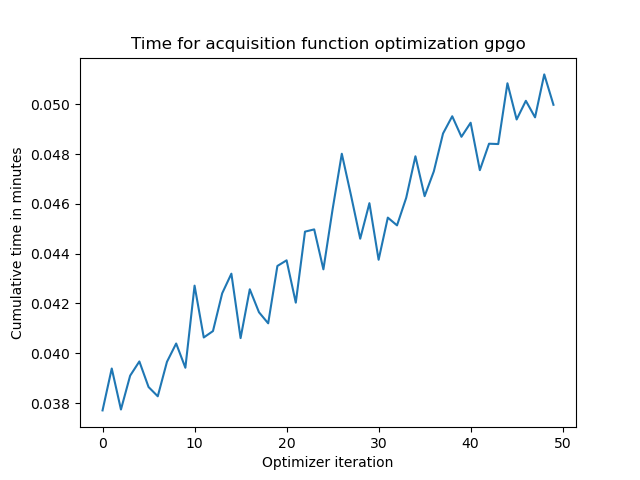 Time for acquisition function optimization gpgo
0.050
0.048
0.046
0.044
0.042
0.040
0.038
Cumulative time in minutes
0 10 20 30 40 50
Optimizer iteration